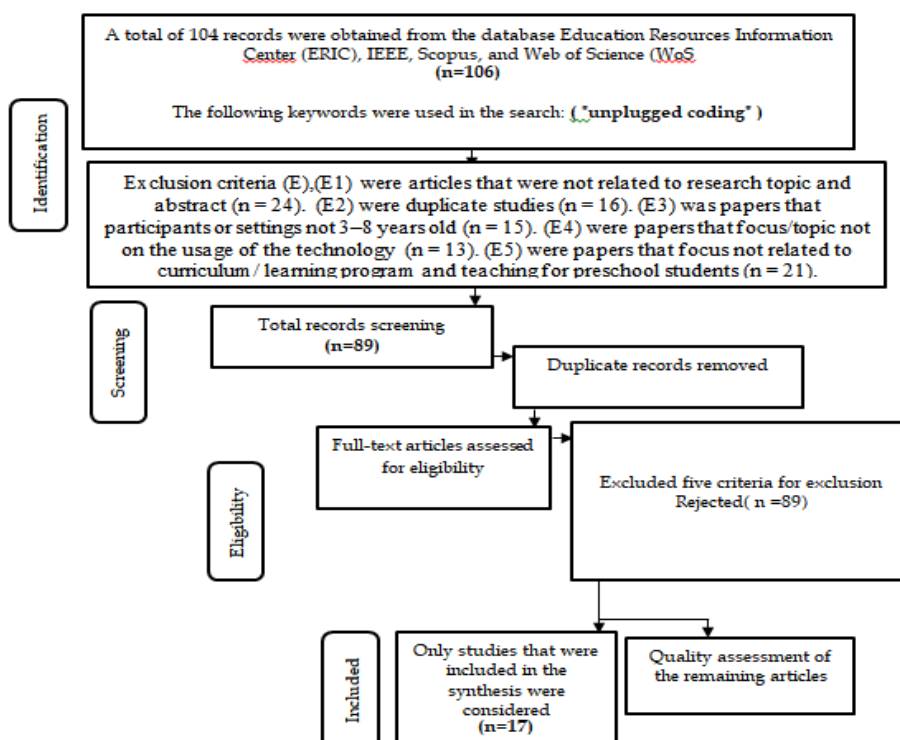 A total of 104 records were obtained from the database Education Resources Information
Center (ERIC), IEEE, Scopus, and Web of Science (WoS
(n=106)
The following keywords were used in the search: ( "unplugged coding" )
Identification
Exclusion criteria (E),(E1) were articles that were not related to research topic and
abstract (n = 24). (E2) were duplicate studies (n = 16). (E3) was papers that
participants or settings not 3–8 years old (n = 15). (E4) were papers that focus/topic not
on the usage of the technology (n = 13). (E5) were papers that focus not related to
curriculum / learning program and teaching for preschool students (n = 21).
Screening
Total records screening
(n=89)
Duplicate records removed
Full-text articles assessed
for eligibility
Eligibility
Excluded five criteria for exclusion
Rejected( n =89)
Included
Only studies that were
included in the
synthesis were
considered
(n=17)
Quality assessment of
the remaining articles